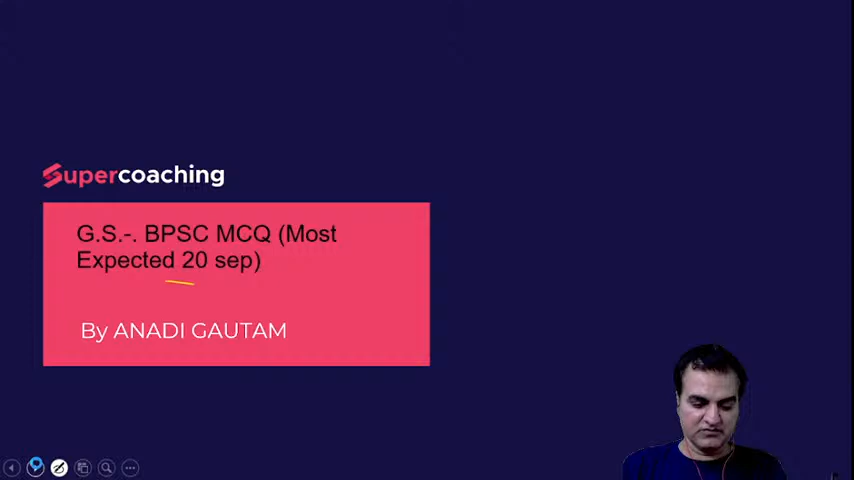 Supercoaching
G.S.-. BPSC MCQ (Most
Expected 20 sep)
By ANADI GAUTAM